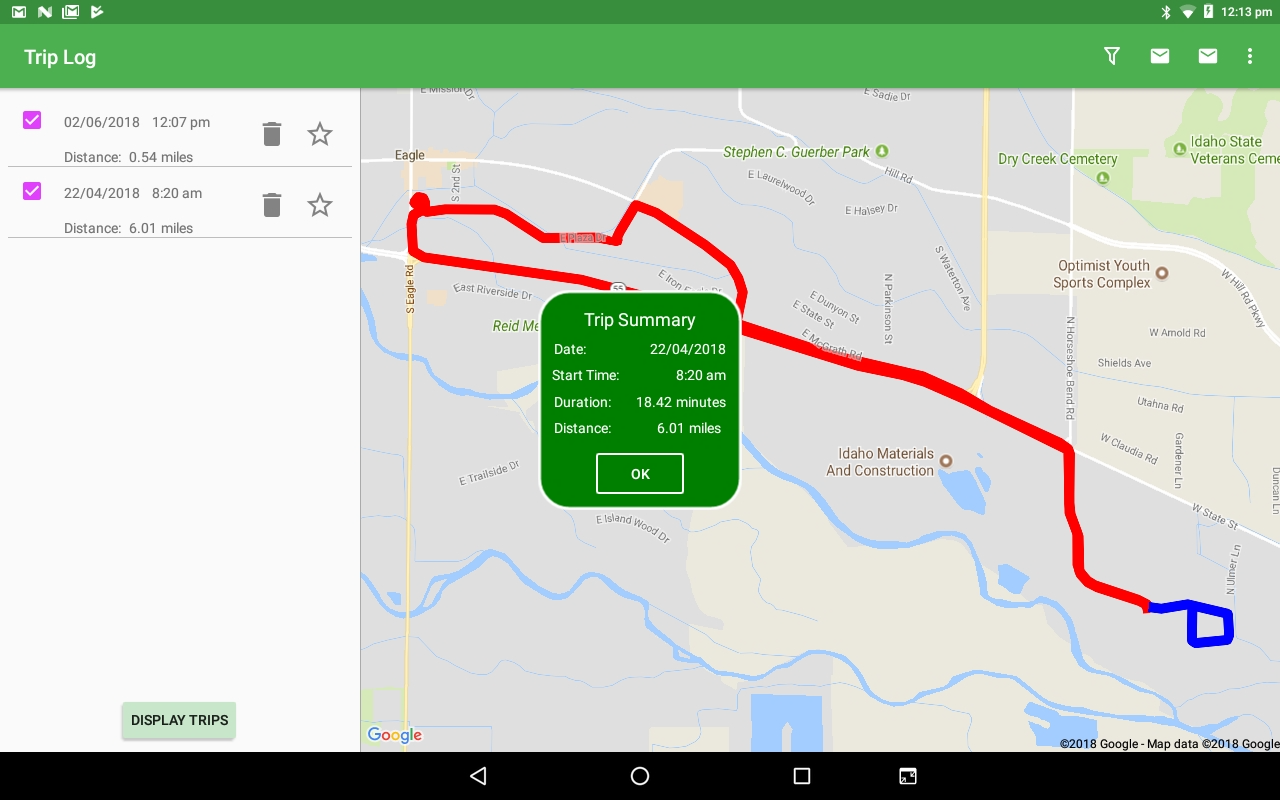 12:13 pm
Trip Log
02/06/2018 12:07 pm
Distance: 0.54 miles
22/04/2018 8:20 am
Distance: 6.01 miles
DISPLAY TRIPS
E Mission Dr
E Sadie Dr
Eagle
S 2nd St
Stephen C. Guerber Park
Hill Rd
Dry Creek Cemetery
Idaho State
Veterans Ceme
E Laurelwood Dr
E Halsey Dr
E Plaza Dr
S Eagle Rd
East Riverside Dr
55
E Iron Eagle Dr
S Waterton Ave
N Parkinson St
E Dunyon St
E State St
E McGrath Rd
Optimist Youth
Sports Complex
W Hill Rd Pkwy
N Horseshoe Bend Rd
W Arnold Rd
Shields Ave
Utahna Rd
W Claudia Rd
Gardener Ln
Duncan Ln
W State St
N Ulmer Ln
Reid Me
Trip Summary
Date: 22/04/2018
Start Time: 8:20 am
Duration: 18.42 minutes
Distance: 6.01 miles
OK
Idaho Materials
And Construction
E Trailside Dr
E Island Wood Dr
Google
©2018 Google - Map data ©2018 Google